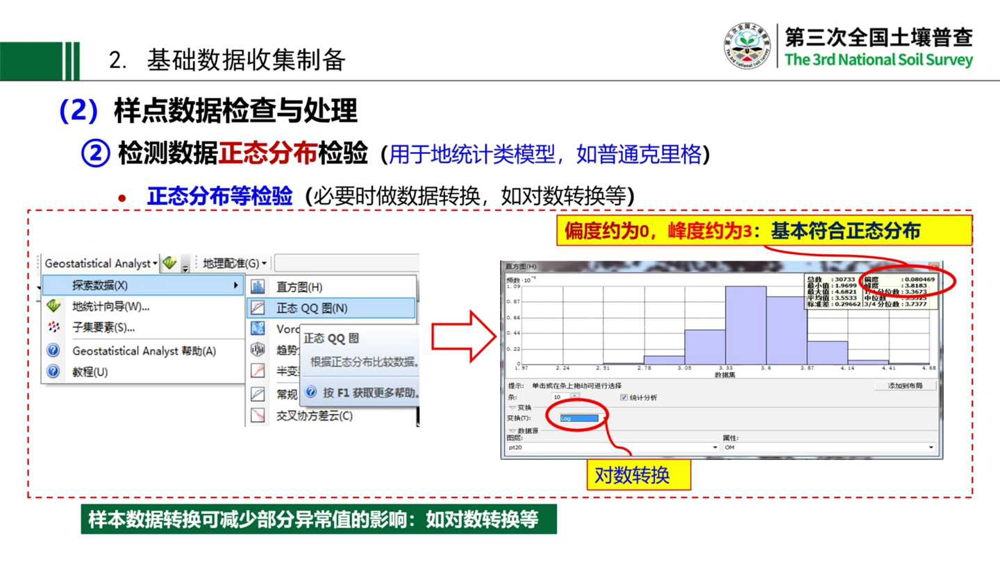 2. 基础数据收集制备
第三次全国土壤普查
The 3rd National Soil Survey
（2）样点数据检查与处理
② 检测数据正态分布检验（用于地统计类模型，如普通克里格）
• 正态分布等检验（必要时做数据转换，如对数转换等）
偏度约为0，峰度约为3：基本符合正态分布
Geostatistical Analyst
地理配准(G)
探索数据(X)
地统计向导(W)...
子集要素(S)...
Geostatistical Analyst 帮助(A)
教程(U)
直方图(H)
正态 QQ 图(N)
Voro
趋势
半变
常规
交叉协方差云(C)
正态 QQ 图
根据正态分布比较数据。
按 F1 获取更多帮助。
直方图(H)
频数·10⁻⁴
1.09
0.87
0.66
0.44
0.22
0
1.97 2.24 2.51 2.78 3.05 3.33 3.6 3.87 4.14 4.41 4.68
数据集
总数 : 30733 偏度 : 0.080469
最小值 : 1.9699 峰度 : 3.8183
最大值 : 4.6821 1/4 分位数 : 3.3673
平均值 : 3.5533 中位数
标准差 : 0.29662 3/4 分位数 : 3.7377
提示: 单击或在条上拖动可进行选择
添加到布局
条: 10
统计分析
变换
变换(T): Log
数据源
图层: 属性:
pt20 OM
对数转换
样本数据转换可减少部分异常值的影响：如对数转换等